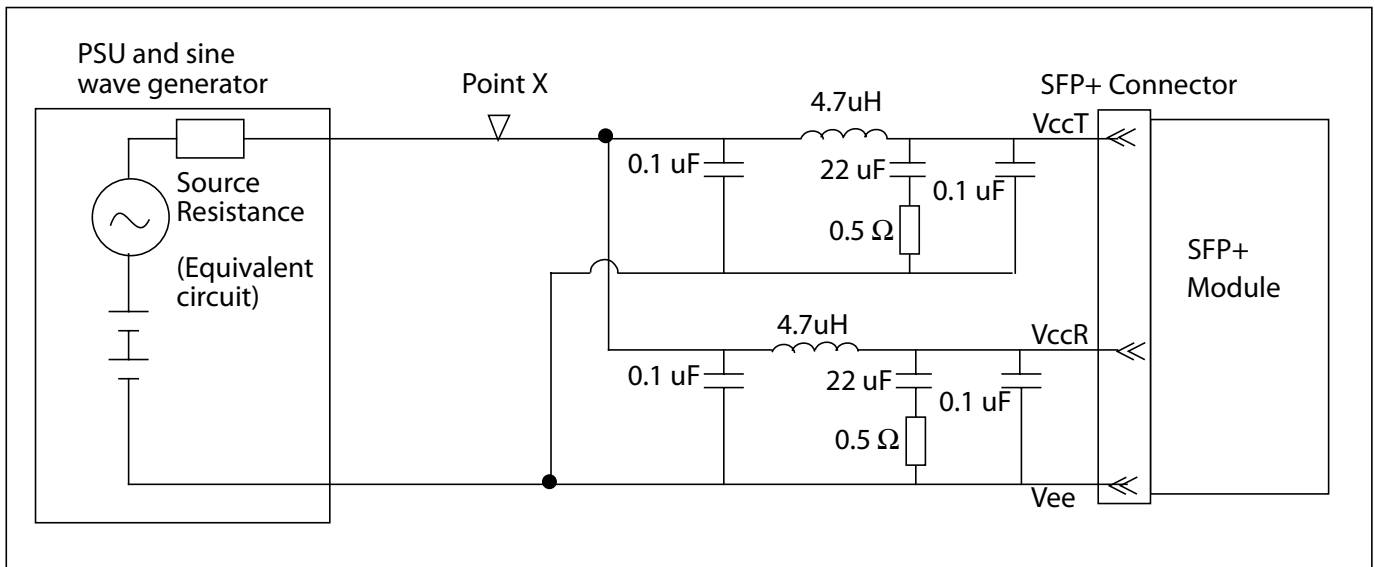 PSU and sine
wave generator
Point X
SFP+ Connector
4.7uH
VccT
0.1 uF
22 uF
0.1 uF
Source
Resistance
0.5 Ω
(Equivalent
circuit)
SFP+
Module
4.7uH
VccR
0.1 uF
22 uF
0.1 uF
0.5 Ω
Vee